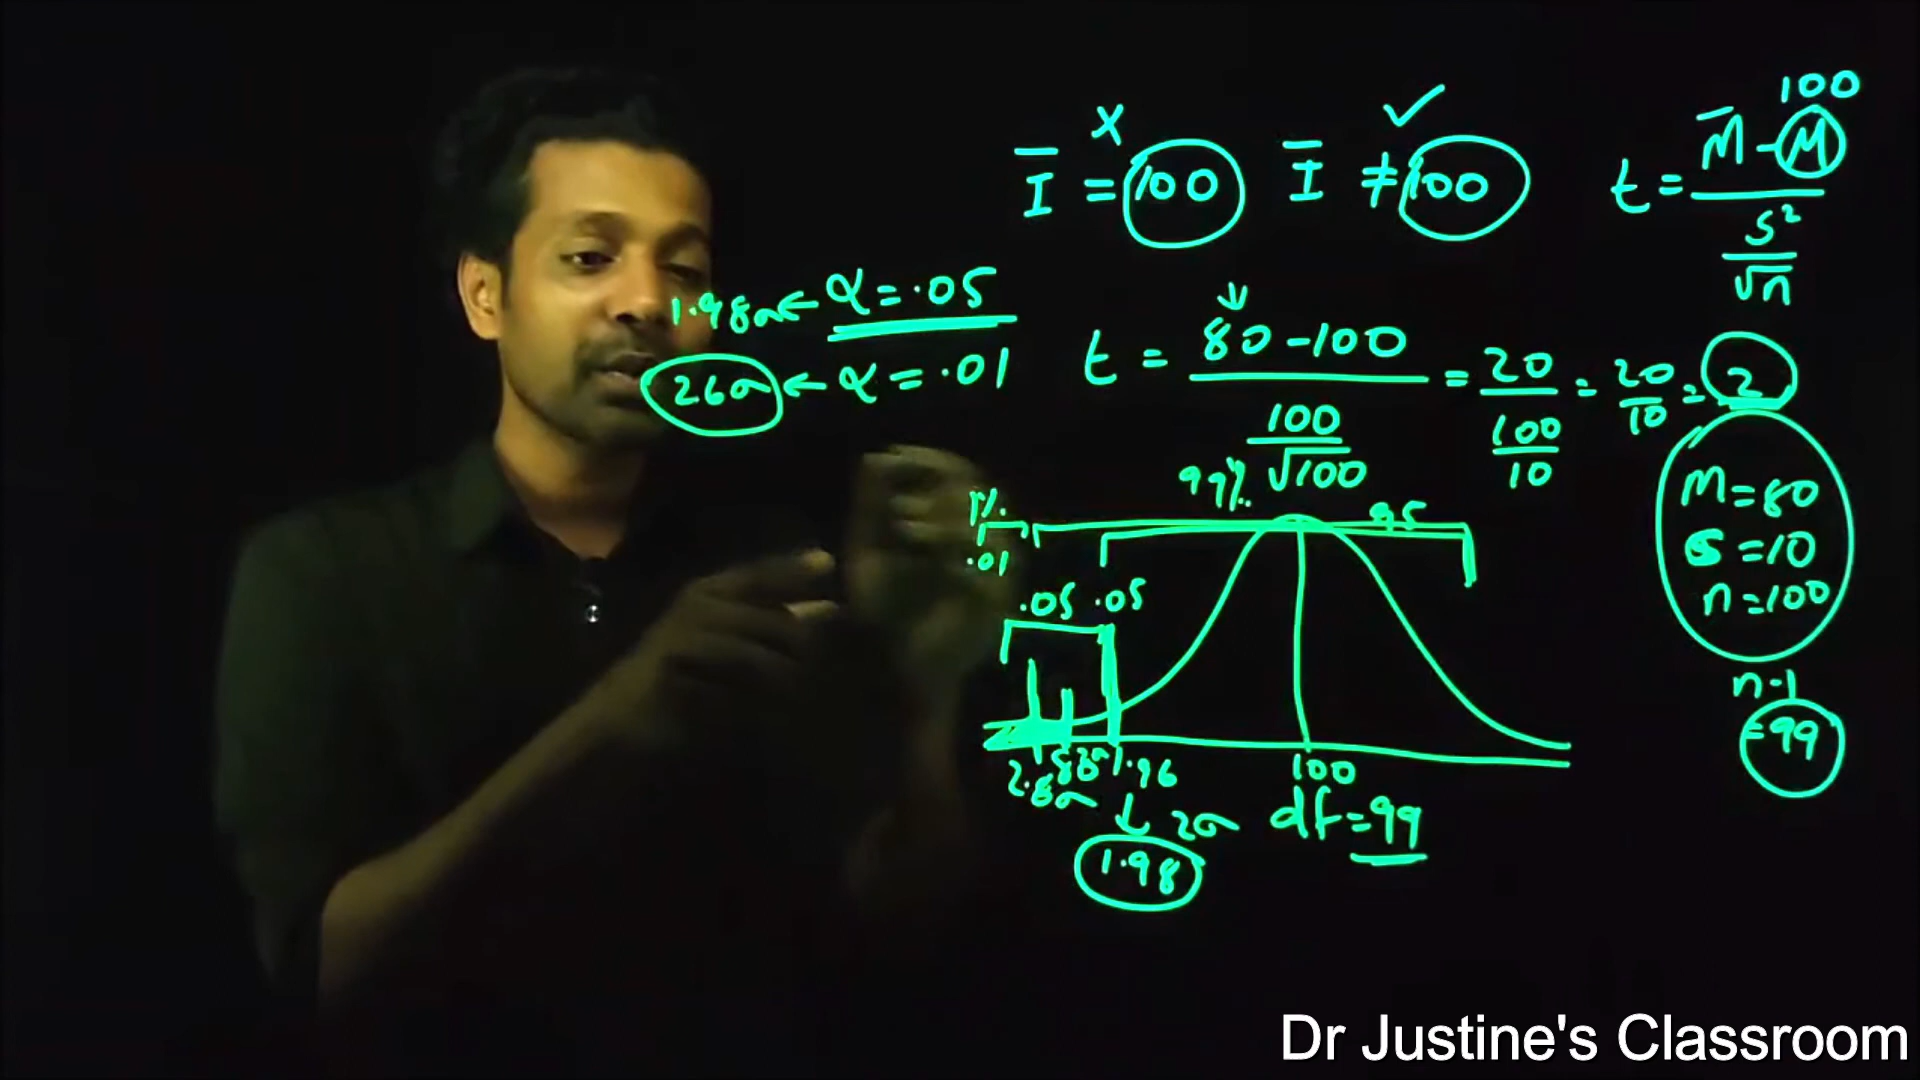 Ī = 100 x
Ī ≠ 100 ✓
t = (M̄ - M) / (s² / √n)
100
1.98σ ← α = .05
2.6σ ← α = .01
t = (80 - 100) / (100 / √100) = 20 / (100 / 10) = 20 / 10 = 2
M = 80
s = 10
n = 100
n-1
= 99
99%
95
1%
.01
.05 .05
2.6σ
1.96
100
2σ
df = 99
1.98
Dr Justine's Classroom